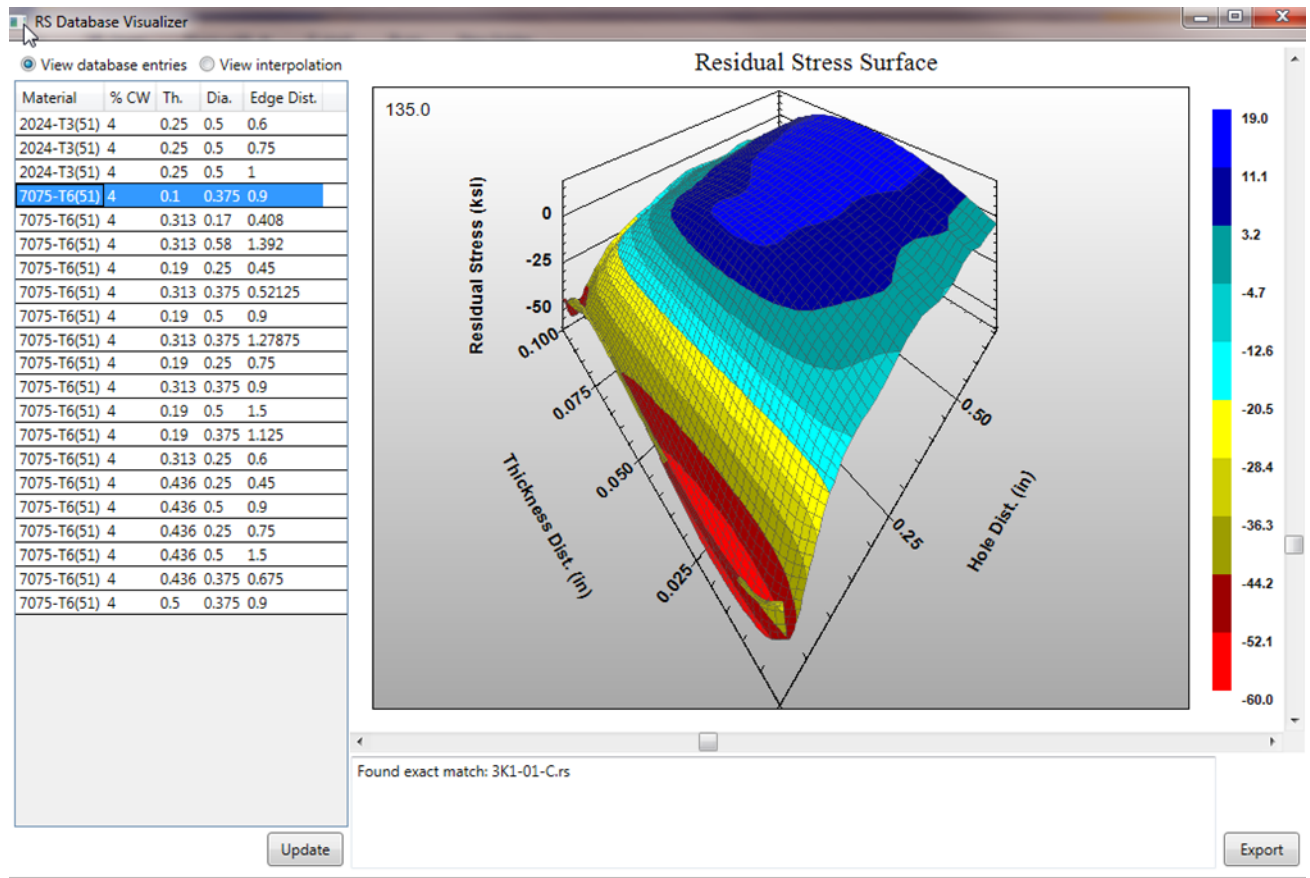 RS Database Visualizer
View database entries View interpolation
Material % CW Th. Dia. Edge Dist.
2024-T3(51) 4 0.25 0.5 0.6
2024-T3(51) 4 0.25 0.5 0.75
2024-T3(51) 4 0.25 0.5 1
7075-T6(51) 4 0.1 0.375 0.9
7075-T6(51) 4 0.313 0.17 0.408
7075-T6(51) 4 0.313 0.58 1.392
7075-T6(51) 4 0.19 0.25 0.45
7075-T6(51) 4 0.313 0.375 0.52125
7075-T6(51) 4 0.19 0.5 0.9
7075-T6(51) 4 0.313 0.375 1.27875
7075-T6(51) 4 0.19 0.25 0.75
7075-T6(51) 4 0.313 0.375 0.9
7075-T6(51) 4 0.19 0.5 1.5
7075-T6(51) 4 0.19 0.375 1.125
7075-T6(51) 4 0.313 0.25 0.6
7075-T6(51) 4 0.436 0.25 0.45
7075-T6(51) 4 0.436 0.5 0.9
7075-T6(51) 4 0.436 0.25 0.75
7075-T6(51) 4 0.436 0.5 1.5
7075-T6(51) 4 0.436 0.375 0.675
7075-T6(51) 4 0.5 0.375 0.9
Update
Residual Stress Surface
135.0
Residual Stress (ksi)
0
-25
-50
0.100
0.075
0.050
0.025
Thickness Dist. (in)
0.50
0.25
Hole Dist. (in)
19.0
11.1
3.2
-4.7
-12.6
-20.5
-28.4
-36.3
-44.2
-52.1
-60.0
Found exact match: 3K1-01-C.rs
Export